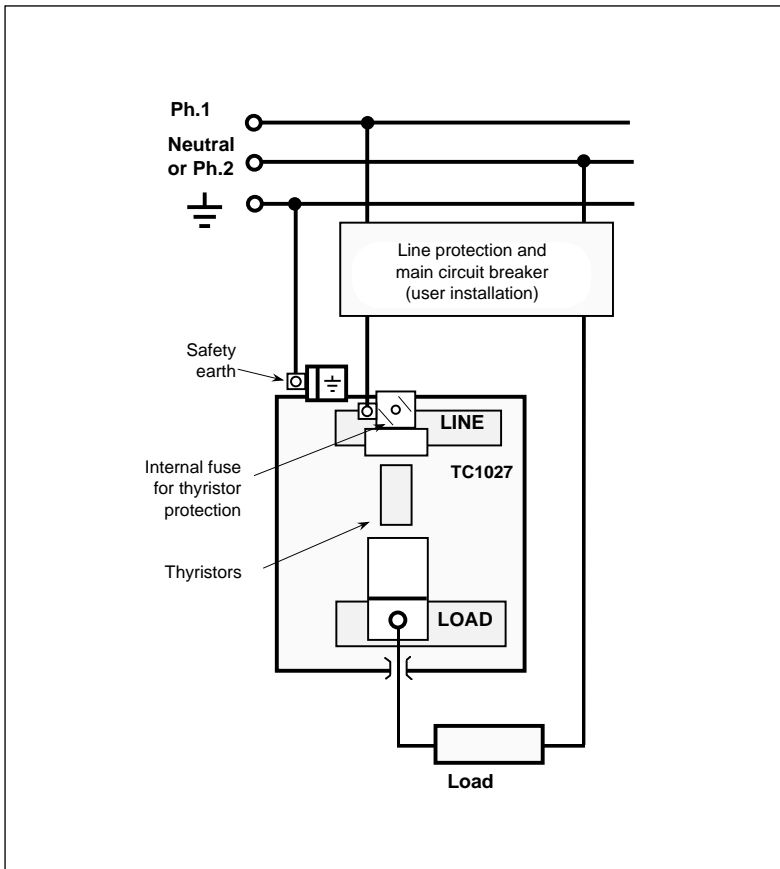 Ph.1
Neutral
or Ph.2
Line protection and
main circuit breaker
(user installation)
Safety
earth
LINE
Internal fuse
for thyristor
protection
TC1027
Thyristors
LOAD
Load